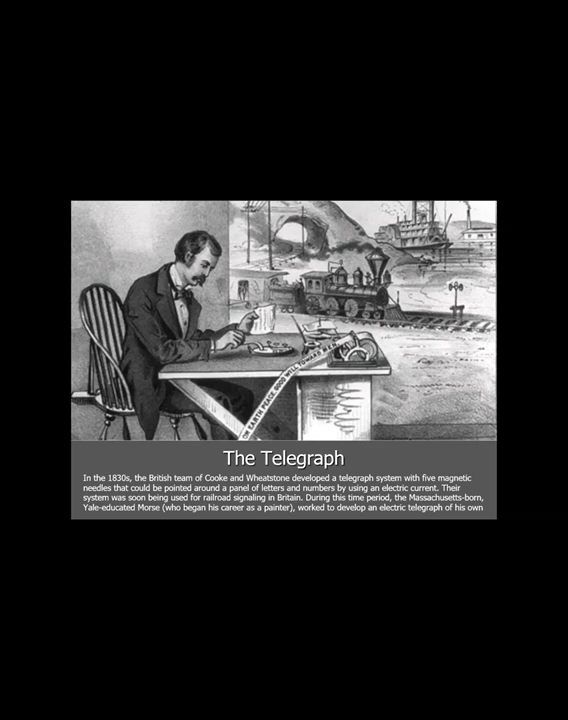 ON EARTH PEACE GOOD WILL TOWARD MEN
The Telegraph
In the 1830s, the British team of Cooke and Wheatstone developed a telegraph system with five magnetic
needles that could be pointed around a panel of letters and numbers by using an electric current. Their
system was soon being used for railroad signaling in Britain. During this time period, the Massachusetts-born,
Yale-educated Morse (who began his career as a painter), worked to develop an electric telegraph of his own